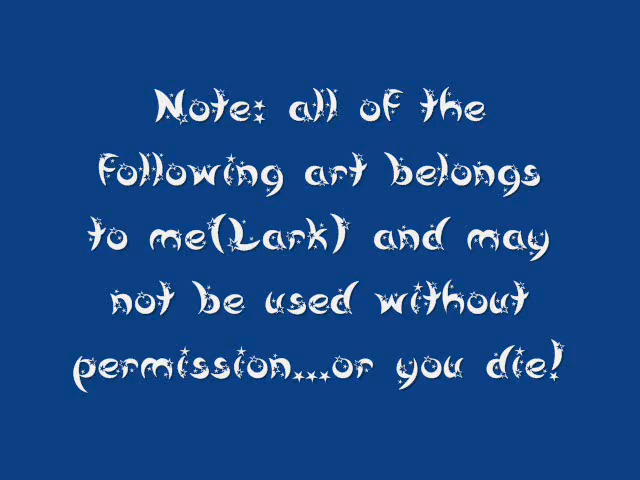 Note: all of the
following art belongs
to me(Lark) and may
not be used without
permission...or you die!